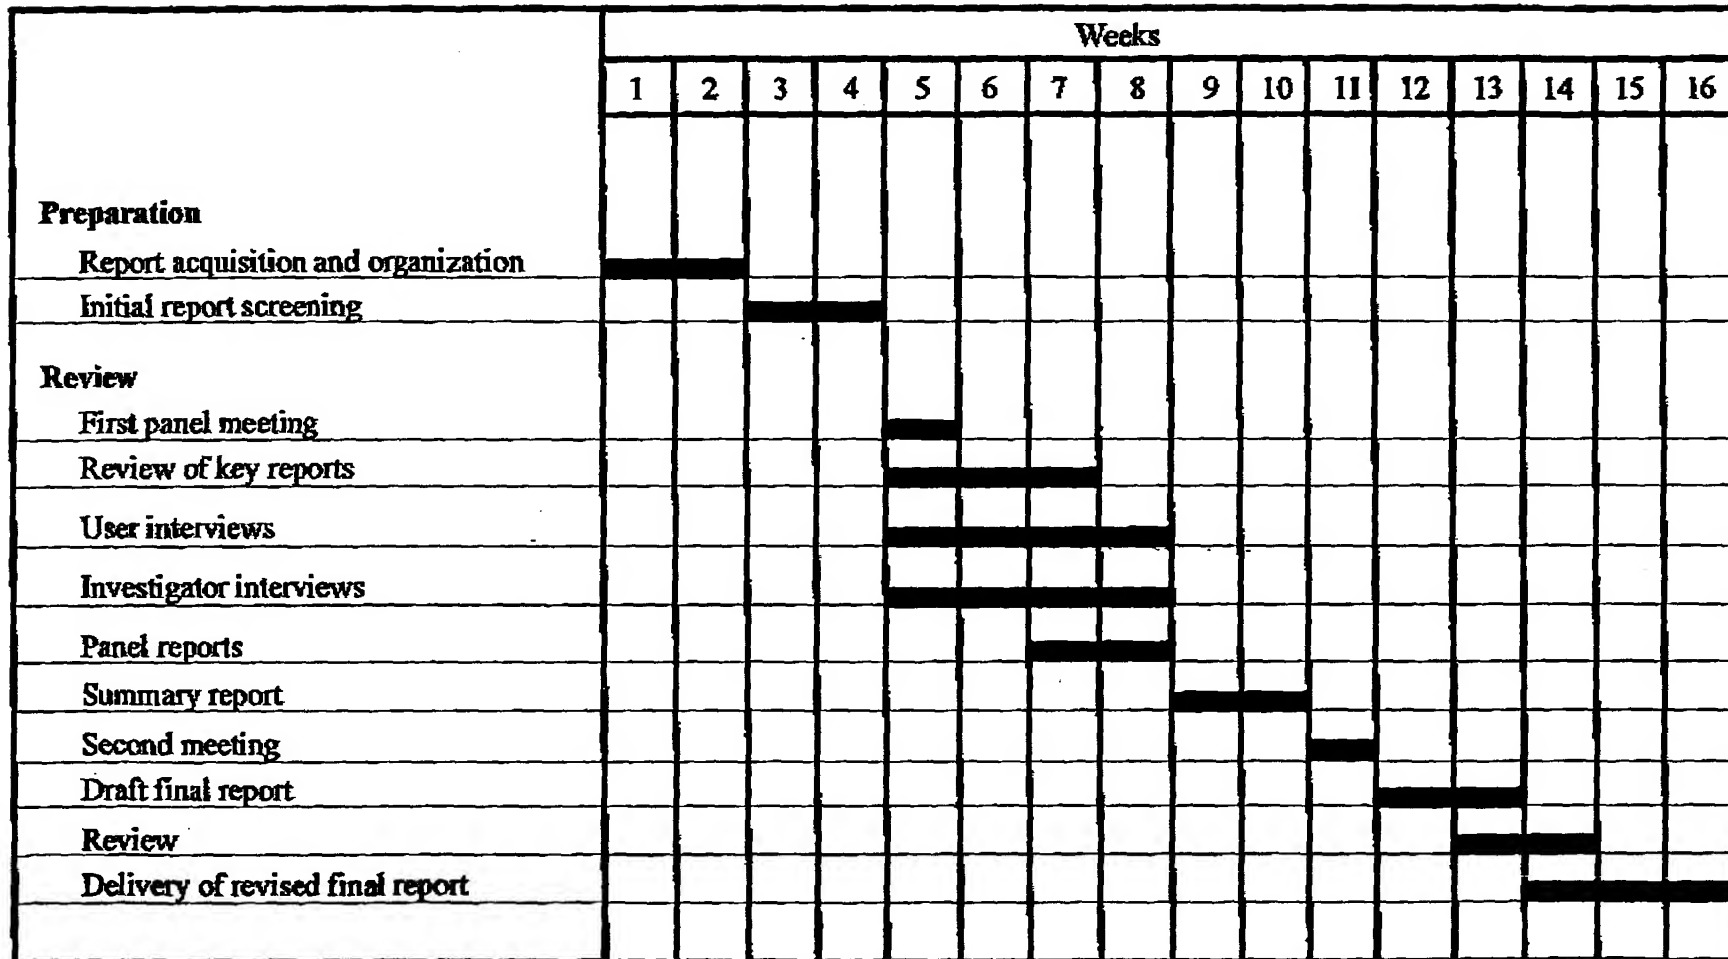 Weeks
1 2 3 4 5 6 7 8 9 10 11 12 13 14 15 16
Preparation
Report acquisition and organization
Initial report screening
Review
First panel meeting
Review of key reports
User interviews
Investigator interviews
Panel reports
Summary report
Second meeting
Draft final report
Review
Delivery of revised final report